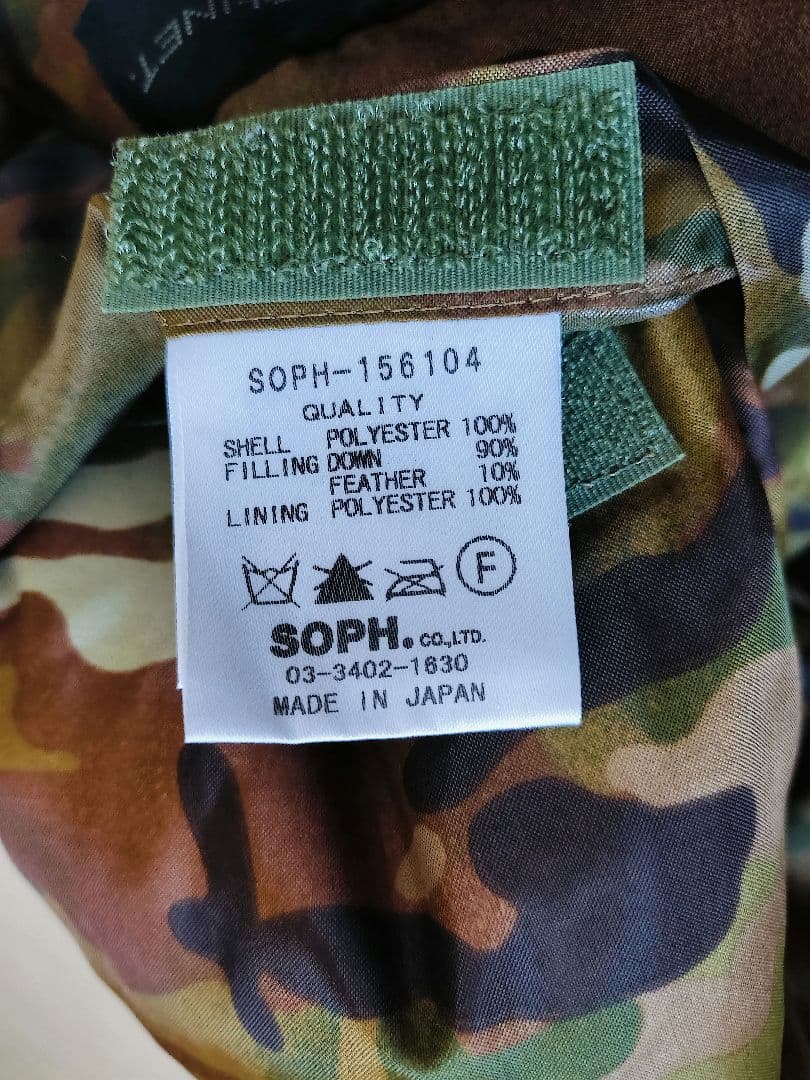 NET.
SOPH-156104
QUALITY
SHELL POLYESTER 100%
FILLING DOWN 90%
FEATHER 10%
LINING POLYESTER 100%
F
SOPH. CO.,LTD.
03-3402-1630
MADE IN JAPAN